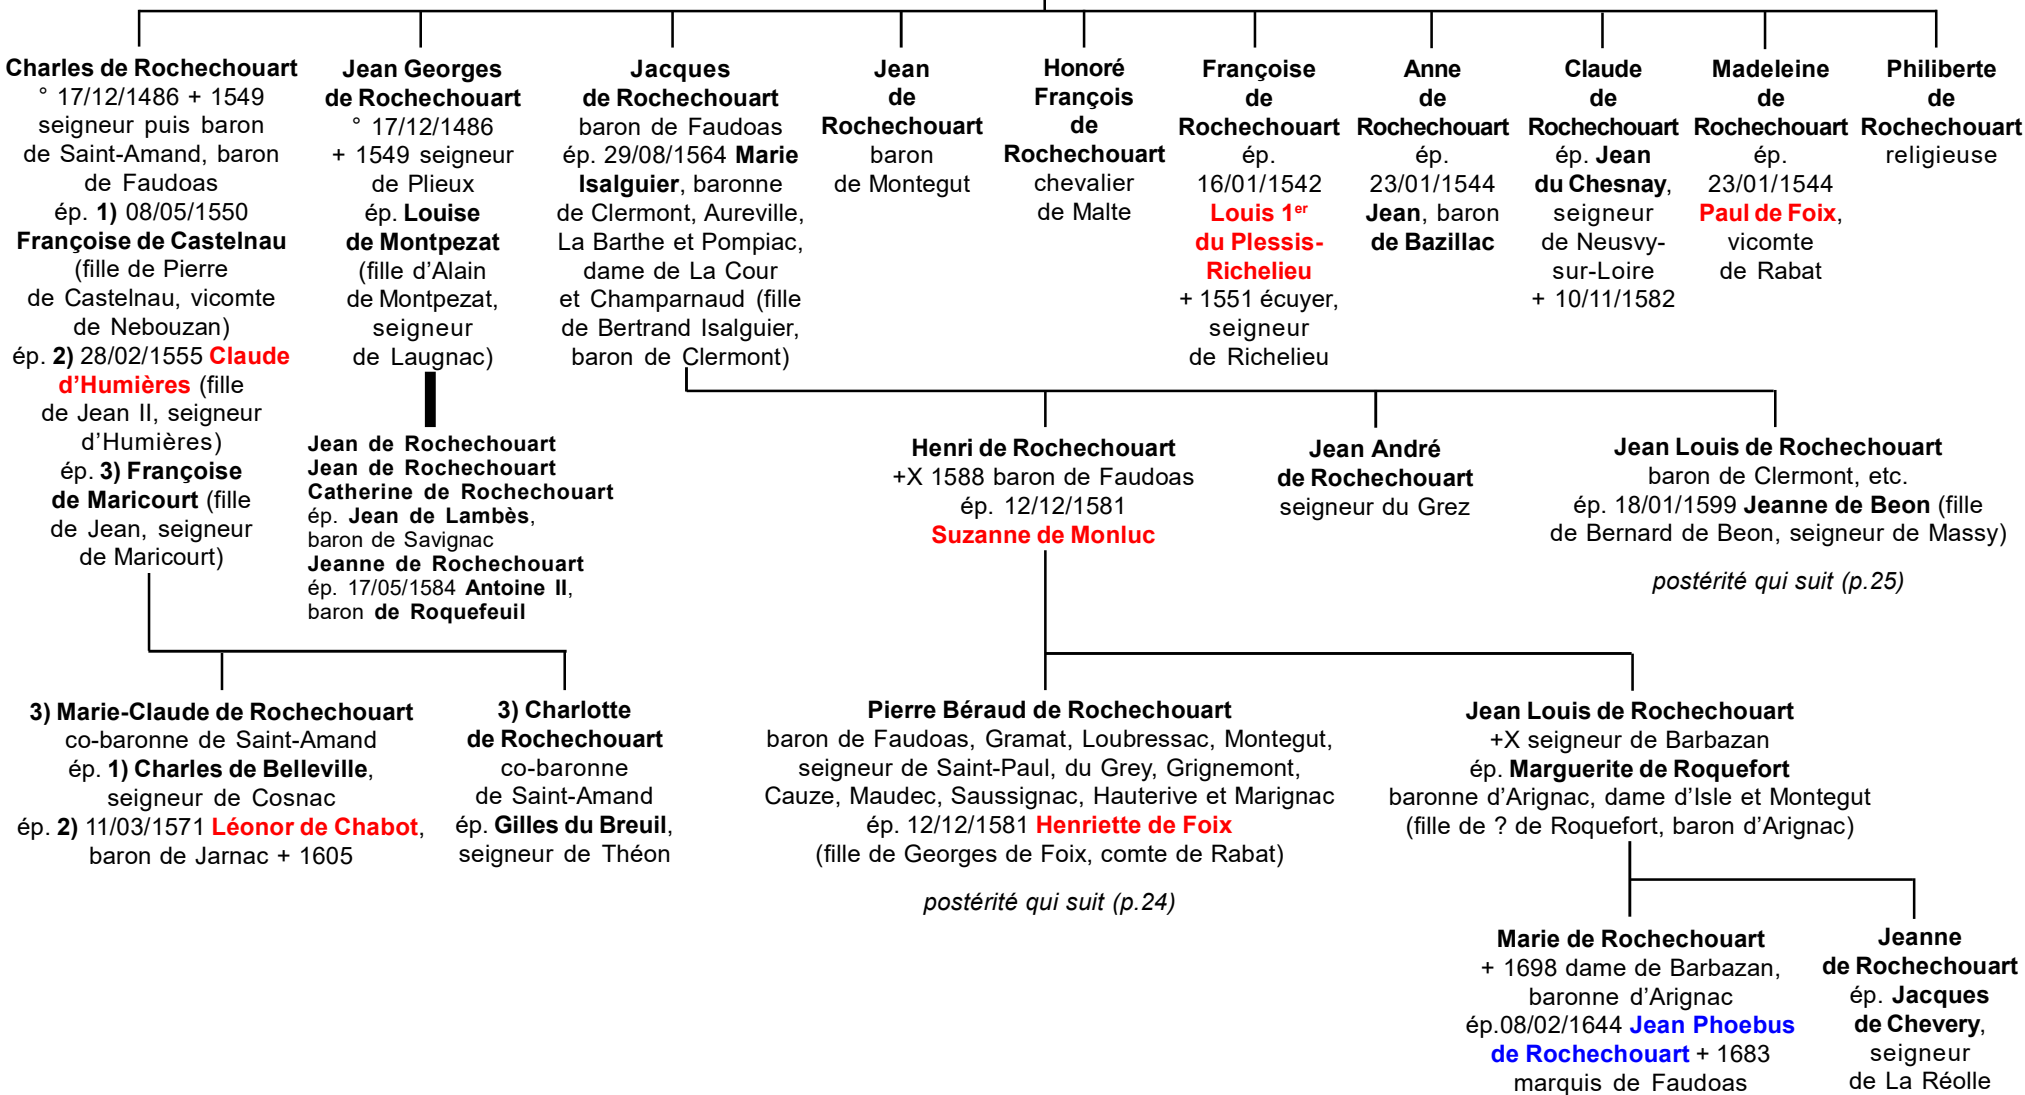 Charles de Rochechouart
° 17/12/1486 + 1549
seigneur puis baron
de Saint-Amand, baron
de Faudoas
ép. 1) 08/05/1550
Françoise de Castelnau
(fille de Pierre
de Castelnau, vicomte
de Nebouzan)
ép. 2) 28/02/1555 Claude
d'Humières (fille
de Jean II, seigneur
d'Humières)
ép. 3) Françoise
de Maricourt (fille
de Jean, seigneur
de Maricourt)
Jean Georges
de Rochechouart
° 17/12/1486
+ 1549 seigneur
de Plieux
ép. Louise
de Montpezat
(fille d'Alain
de Montpezat,
seigneur
de Laugnac)
Jacques
de Rochechouart
baron de Faudoas
ép. 29/08/1564 Marie
Isalguier, baronne
de Clermont, Aureville,
La Barthe et Pompiac,
dame de La Cour
et Champarnaud (fille
de Bertrand Isalguier,
baron de Clermont)
Jean
de
Rochechouart
baron
de Montegut
Honoré
François
de
Rochechouart
chevalier
de Malte
Françoise
de
Rochechouart
ép.
16/01/1542
Louis 1er
du Plessis-
Richelieu
+ 1551 écuyer,
seigneur
de Richelieu
Anne
de
Rochechouart
ép.
23/01/1544
Jean, baron
de Bazillac
Claude
de
Rochechouart
ép. Jean
du Chesnay,
seigneur
de Neusvy-
sur-Loire
+ 10/11/1582
Madeleine
de
Rochechouart
ép.
23/01/1544
Paul de Foix,
vicomte
de Rabat
Philiberte
de
Rochechouart
religieuse
Jean de Rochechouart
Jean de Rochechouart
Catherine de Rochechouart
ép. Jean de Lambès,
baron de Savignac
Jeanne de Rochechouart
ép. 17/05/1584 Antoine II,
baron de Roquefeuil
Henri de Rochechouart
+X 1588 baron de Faudoas
ép. 12/12/1581
Suzanne de Monluc
Jean André
de Rochechouart
seigneur du Grez
Jean Louis de Rochechouart
baron de Clermont, etc.
ép. 18/01/1599 Jeanne de Beon (fille
de Bernard de Beon, seigneur de Massy)
postérité qui suit (p.25)
3) Marie-Claude de Rochechouart
co-baronne de Saint-Amand
ép. 1) Charles de Belleville,
seigneur de Cosnac
ép. 2) 11/03/1571 Léonor de Chabot,
baron de Jarnac + 1605
3) Charlotte
de Rochechouart
co-baronne
de Saint-Amand
ép. Gilles du Breuil,
seigneur de Théon
Pierre Béraud de Rochechouart
baron de Faudoas, Gramat, Loubressac, Montegut,
seigneur de Saint-Paul, du Grey, Grignemont,
Cauze, Maudec, Saussignac, Hauterive et Marignac
ép. 12/12/1581 Henriette de Foix
(fille de Georges de Foix, comte de Rabat)
postérité qui suit (p.24)
Jean Louis de Rochechouart
+X seigneur de Barbazan
ép. Marguerite de Roquefort
baronne d'Arignac, dame d'Isle et Montegut
(fille de ? de Roquefort, baron d'Arignac)
Marie de Rochechouart
+ 1698 dame de Barbazan,
baronne d'Arignac
ép.08/02/1644 Jean Phoebus
de Rochechouart + 1683
marquis de Faudoas
Jeanne
de Rochechouart
ép. Jacques
de Chevery,
seigneur
de La Réolle